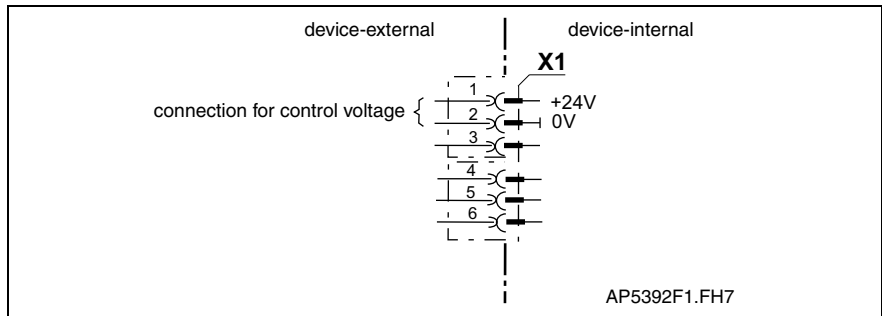 device-external device-internal
X1
1
+24V
connection for control voltage {
2
0V
3
4
5
6
AP5392F1.FH7